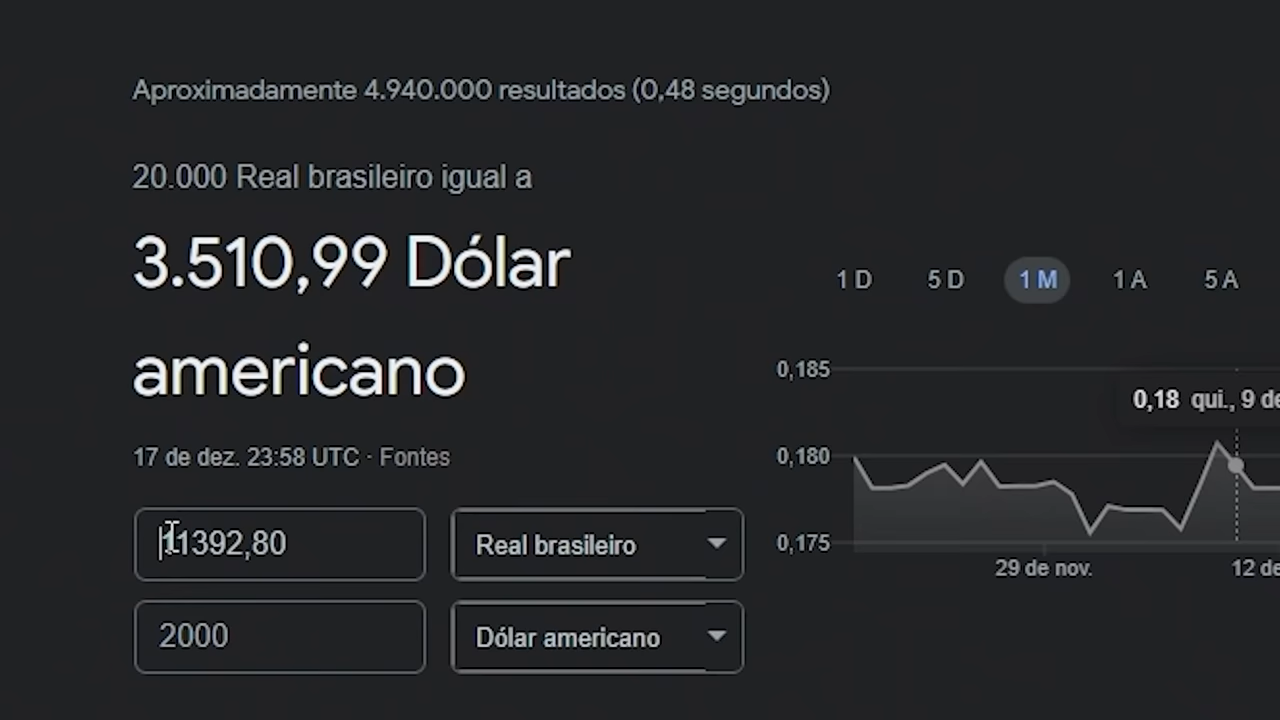 Aproximadamente 4.940.000 resultados (0,48 segundos)
20.000 Real brasileiro igual a
3.510,99 Dólar
americano
17 de dez. 23:58 UTC · Fontes
11392,80
Real brasileiro
2000
Dólar americano
1 D 5 D 1 M 1 A 5 A
0,185
0,18 qui., 9 de
0,180
0,175
29 de nov. 12 de